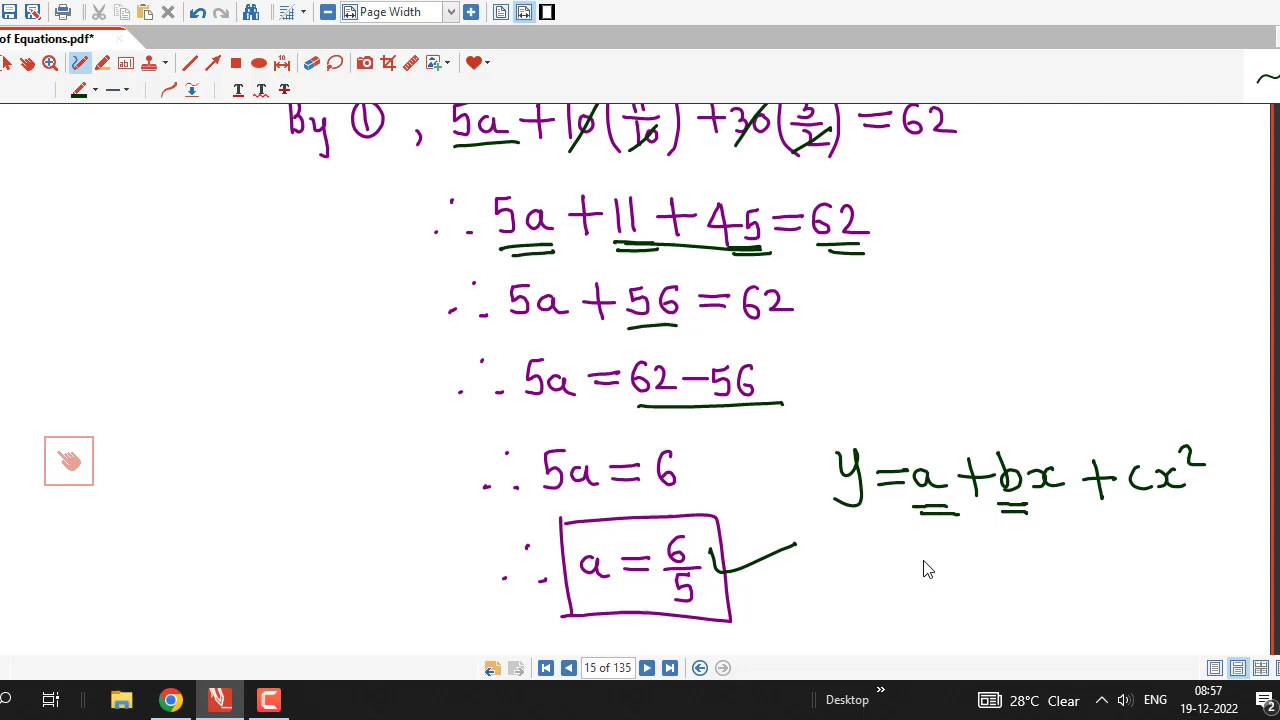 Page Width
of Equations.pdf*
By ①, 5a + 10(11/10) + 30(3/2) = 62
∴ 5a + 11 + 45 = 62
∴ 5a + 56 = 62
∴ 5a = 62 – 56
∴ 5a = 6
y = a + bx + cx²
∴ a = 6/5
15 of 135
Desktop » 28°C Clear ENG 08:57
19-12-2022 2